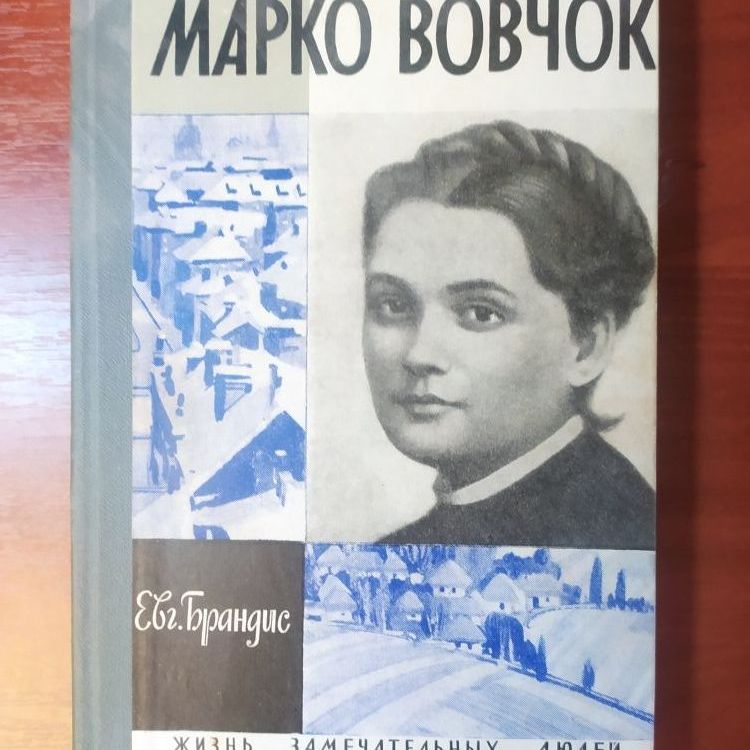 МАРКО ВОВЧОК
Евг. Брандис
ЖИЗНЬ ЗАМЕЧАТЕЛЬНЫХ ЛЮДЕЙ